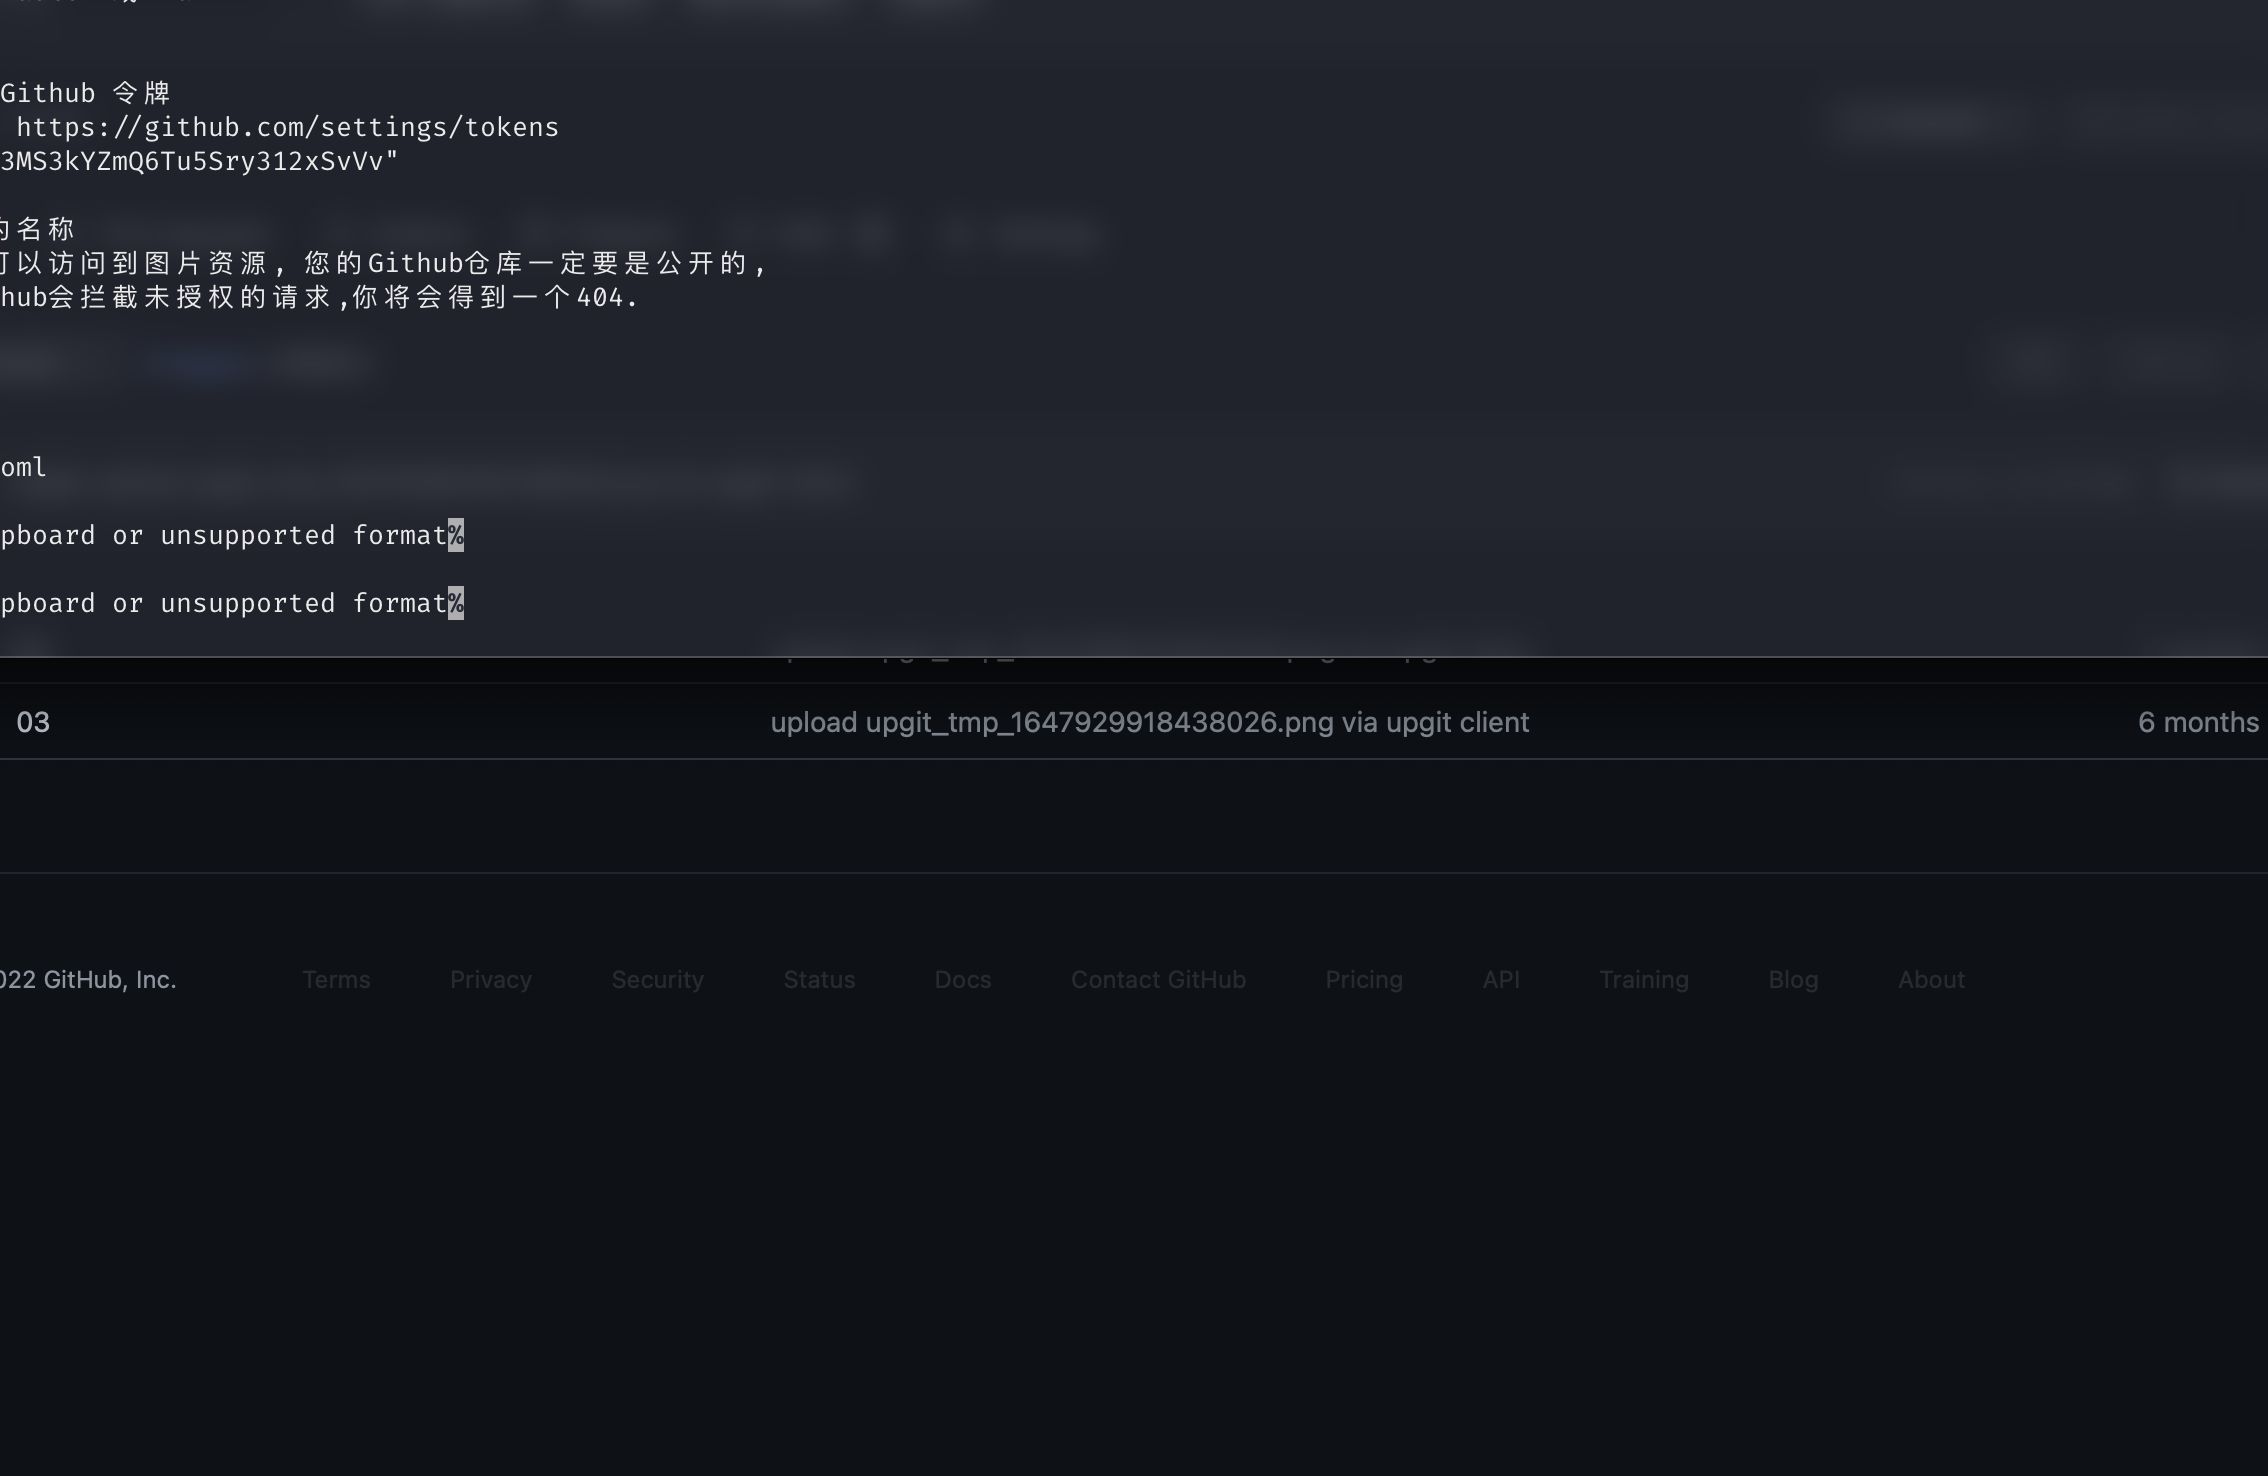 Github 令牌
https://github.com/settings/tokens
3MS3kYZmQ6Tu5Sry312xSvVv"
的名称
可以访问到图片资源, 您的Github仓库一定要是公开的,
hub会拦截未授权的请求,你将会得到一个404.
oml
pboard or unsupported format%
pboard or unsupported format%
03 upload upgit_tmp_1647929918438026.png via upgit client 6 months
022 GitHub, Inc. Terms Privacy Security Status Docs Contact GitHub Pricing API Training Blog About